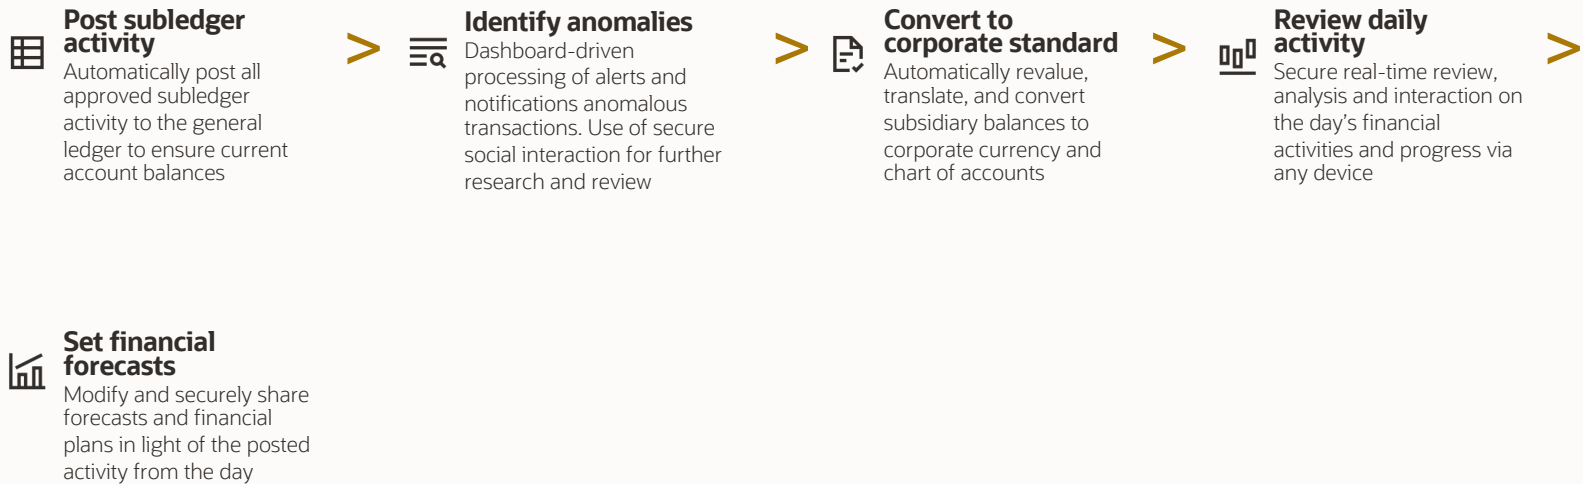 Post subledger
activity
Automatically post all
approved subledger
activity to the general
ledger to ensure current
account balances
>
Identify anomalies
Dashboard-driven
processing of alerts and
notifications anomalous
transactions. Use of secure
social interaction for further
research and review
>
Convert to
corporate standard
Automatically revalue,
translate, and convert
subsidiary balances to
corporate currency and
chart of accounts
>
Review daily
activity
Secure real-time review,
analysis and interaction on
the day’s financial
activities and progress via
any device
>
Set financial
forecasts
Modify and securely share
forecasts and financial
plans in light of the posted
activity from the day